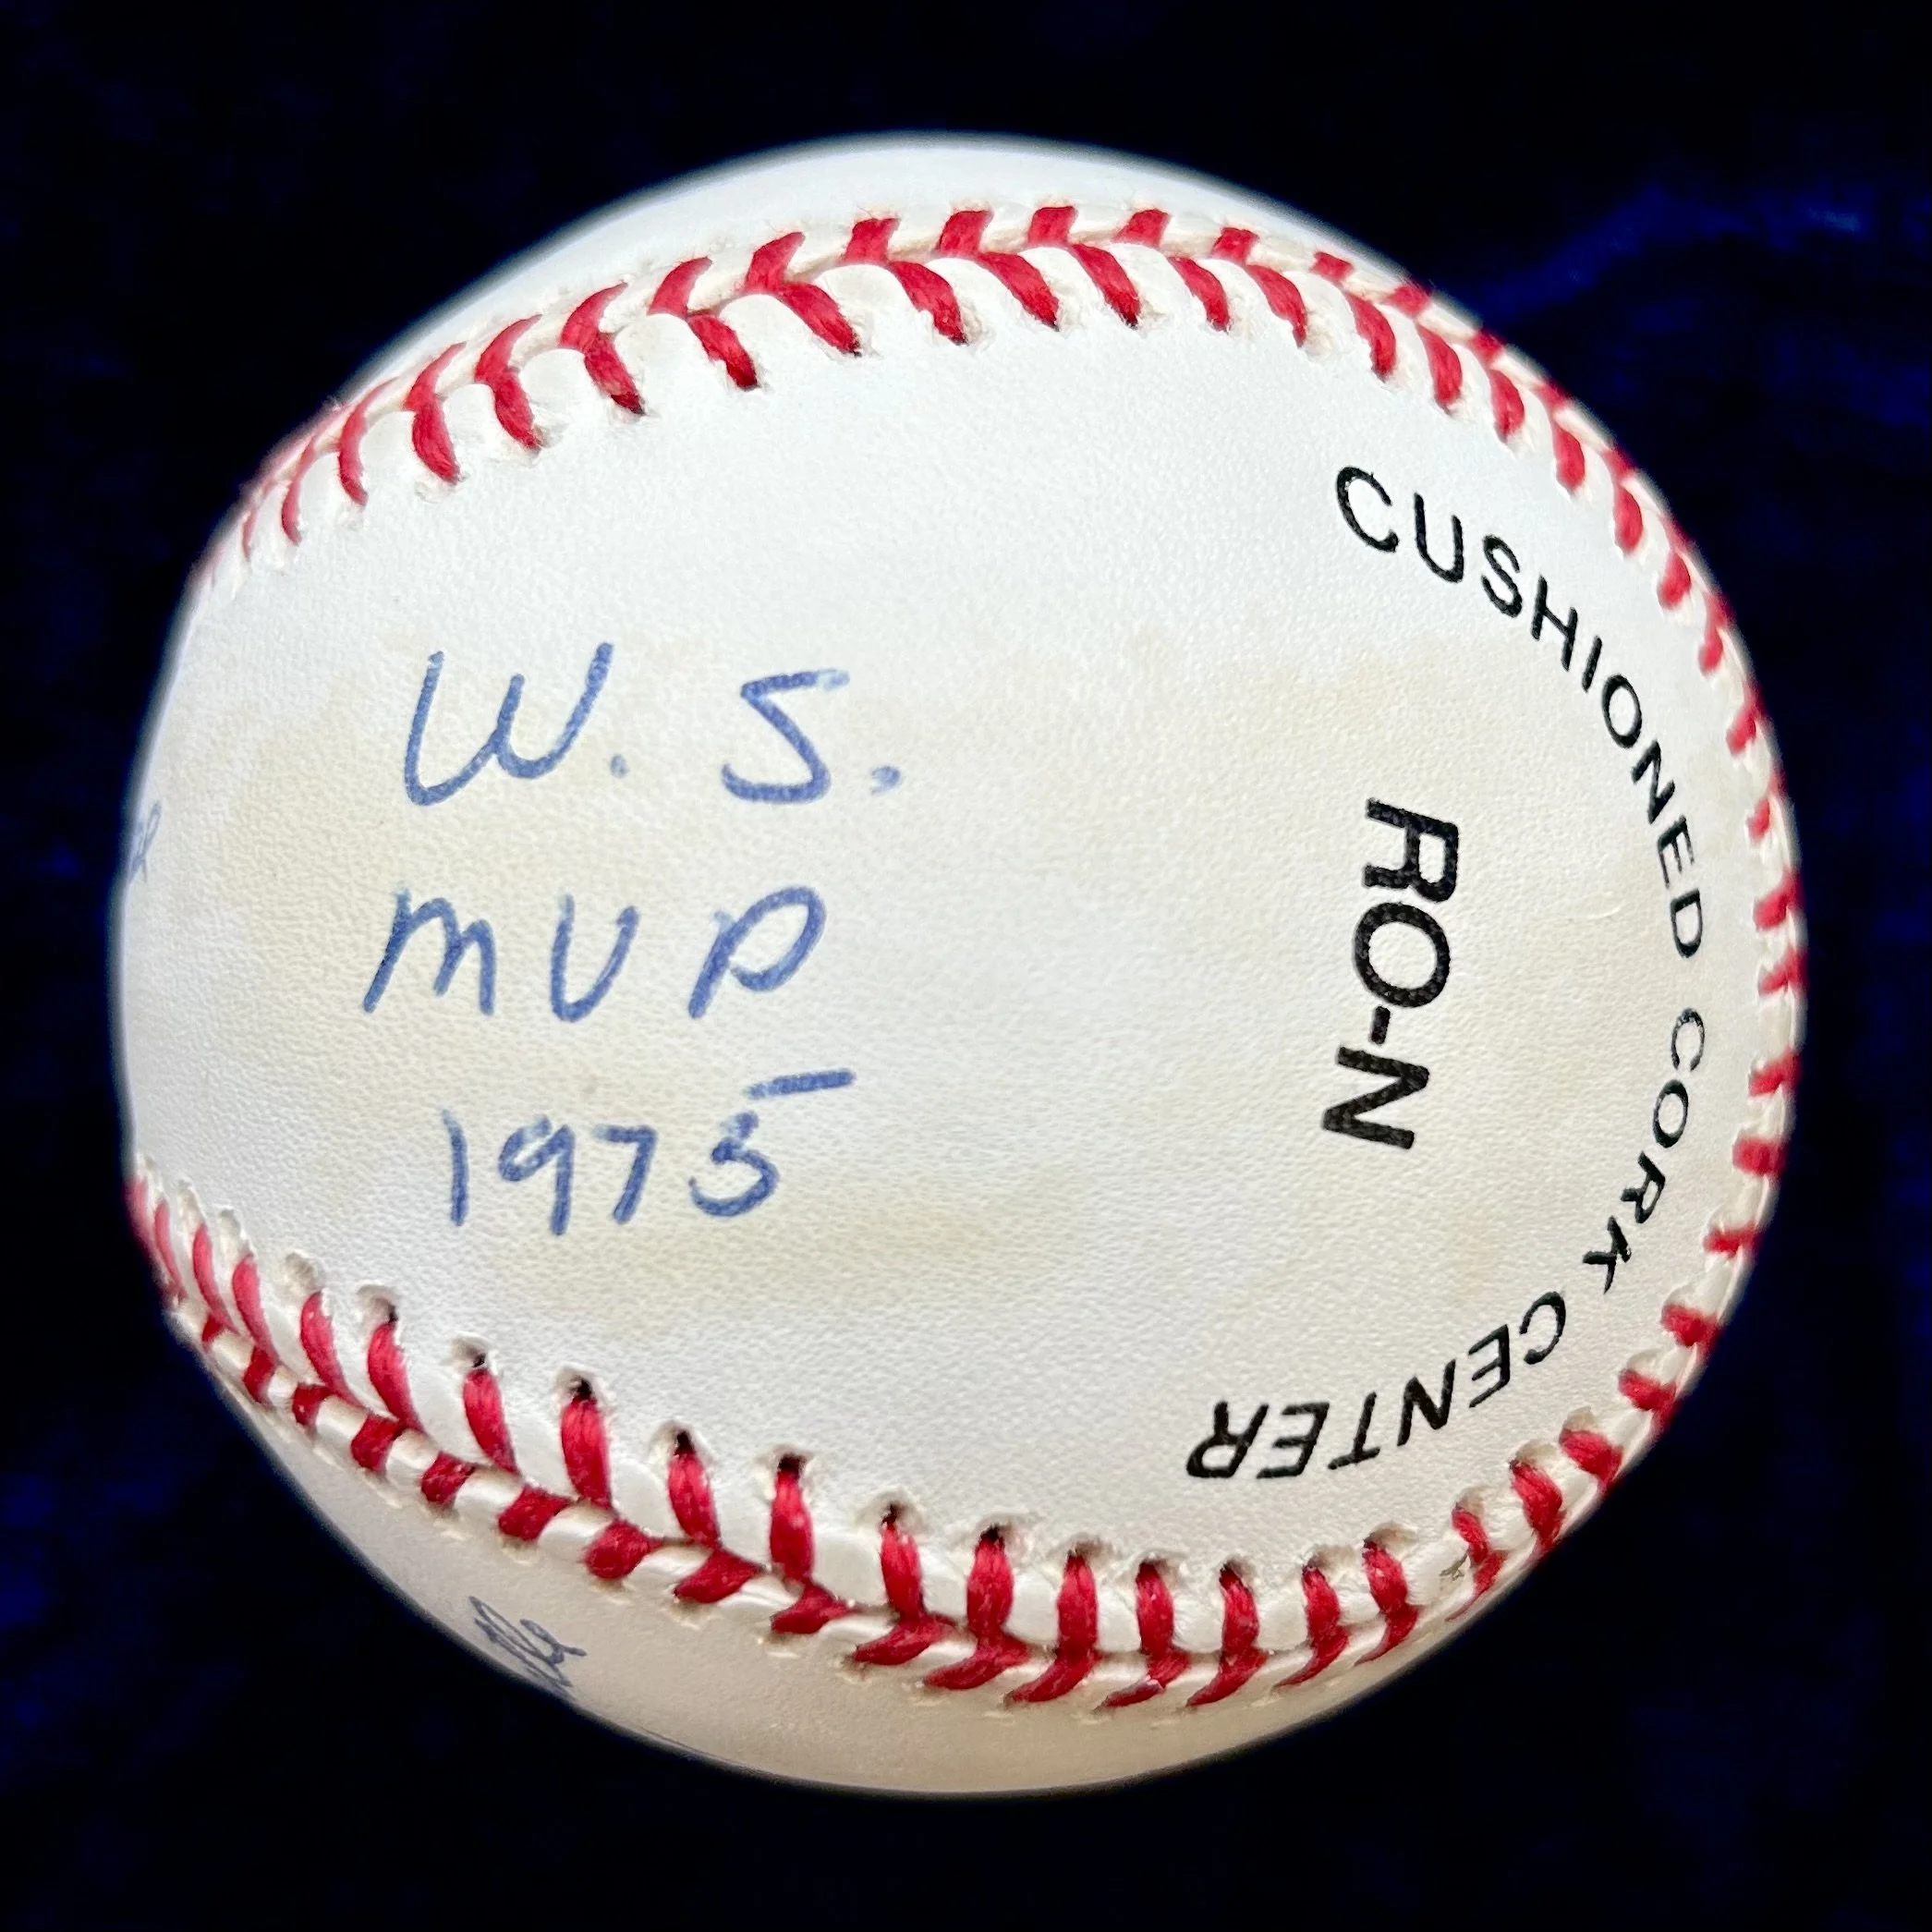 W. S.
MVP
1975
CUSHIONED CORK CENTER
RO-N